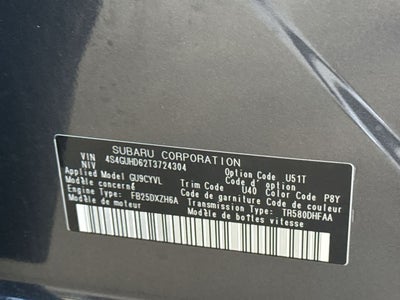 SUBARU CORPORATION
VIN
NIV 4S4GUHD62T3724304
Applied Model GU9CYVL Option Code U51T
Modèle concerné Code d'option
Engine Type FB25DXZH6A Trim Code U40 Color Code P8Y
Type de moteur Code de garniture Code de couleur
Transmission Type TR580DHFAA
Modèle de boîtes vitesse